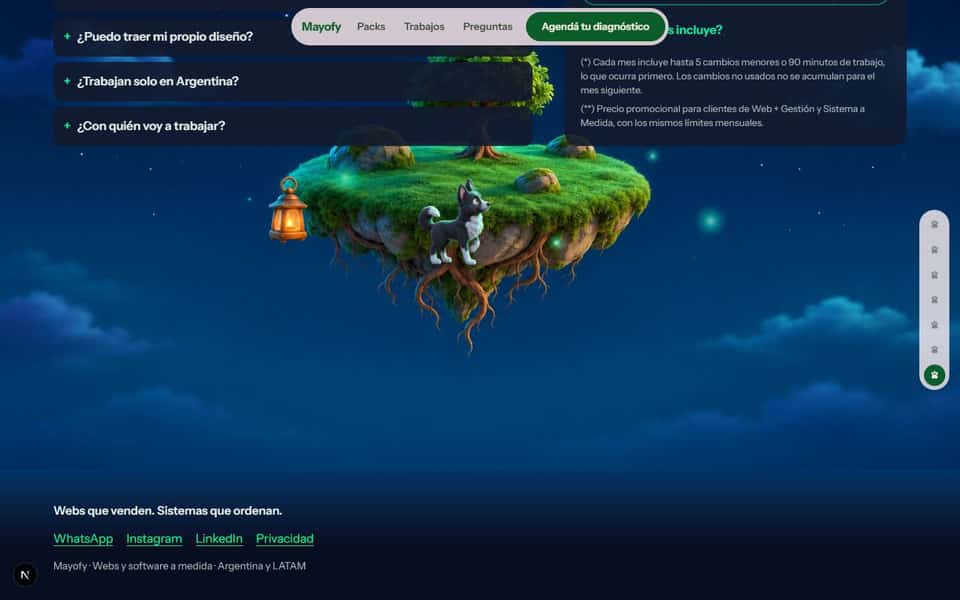 Mayofy Packs Trabajos Preguntas Agendá tu diagnóstico
+ ¿Puedo traer mi propio diseño?
+ ¿Trabajan solo en Argentina?
+ ¿Con quién voy a trabajar?
s incluye?
(*) Cada mes incluye hasta 5 cambios menores o 90 minutos de trabajo,
lo que ocurra primero. Los cambios no usados no se acumulan para el
mes siguiente.
(**) Precio promocional para clientes de Web + Gestión y Sistema a
Medida, con los mismos límites mensuales.
Webs que venden. Sistemas que ordenan.
WhatsApp Instagram LinkedIn Privacidad
Mayofy · Webs y software a medida · Argentina y LATAM
N